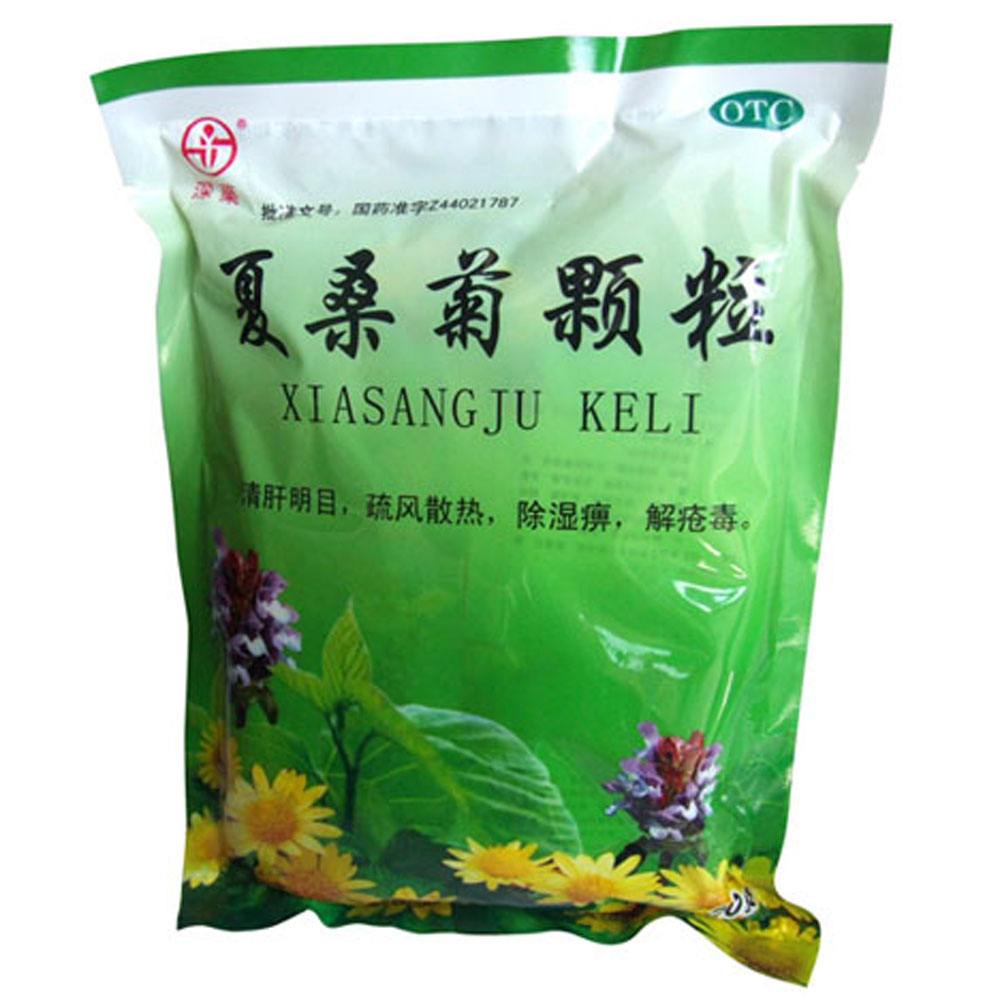 OTC
®
批准文号:国药准字Z44021787
夏桑菊颗粒
XIASANGJU KELI
清肝明目,疏风散热,除湿痹,解疮毒。